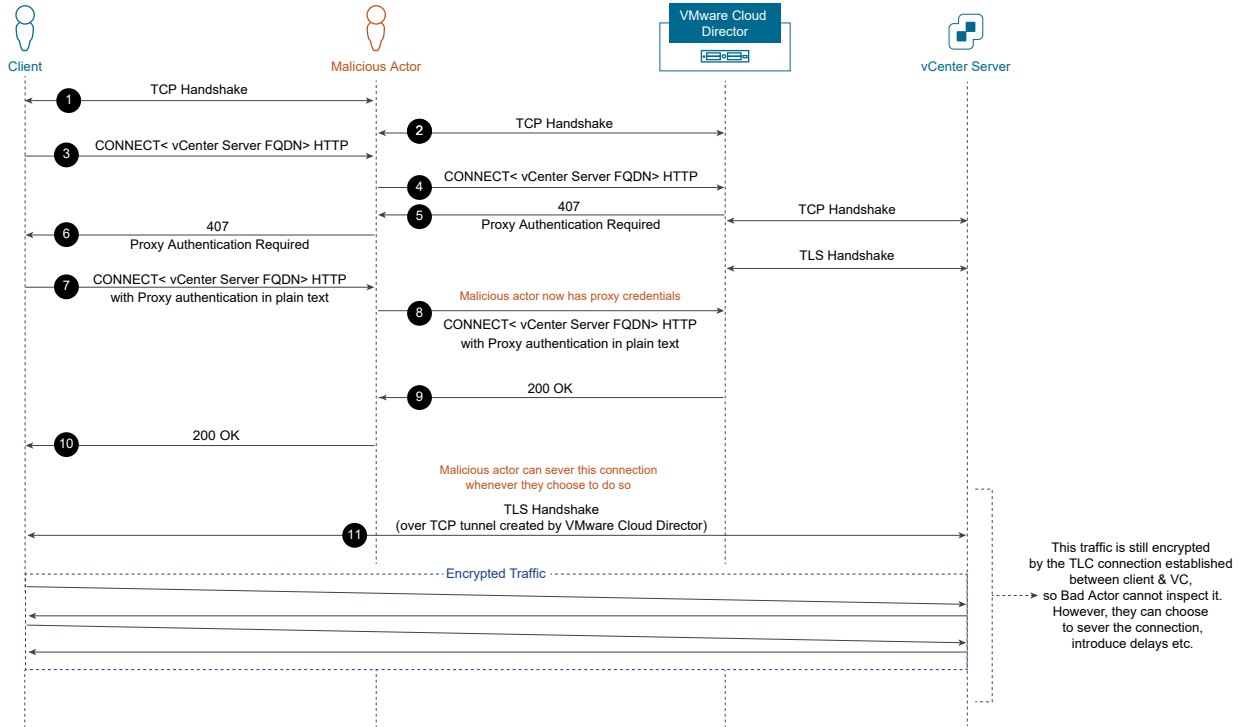 VMware Cloud
Director
Client
Malicious Actor
vCenter Server
1
TCP Handshake
2
TCP Handshake
3
CONNECT< vCenter Server FQDN> HTTP
4
CONNECT< vCenter Server FQDN> HTTP
5
407
Proxy Authentication Required
TCP Handshake
6
407
Proxy Authentication Required
TLS Handshake
7
CONNECT< vCenter Server FQDN> HTTP
with Proxy authentication in plain text
Malicious actor now has proxy credentials
8
CONNECT< vCenter Server FQDN> HTTP
with Proxy authentication in plain text
9
200 OK
10
200 OK
Malicious actor can sever this connection
whenever they choose to do so
TLS Handshake
(over TCP tunnel created by VMware Cloud Director)
11
Encrypted Traffic
This traffic is still encrypted
by the TLC connection established
between client & VC,
so Bad Actor cannot inspect it.
However, they can choose
to sever the connection,
introduce delays etc.